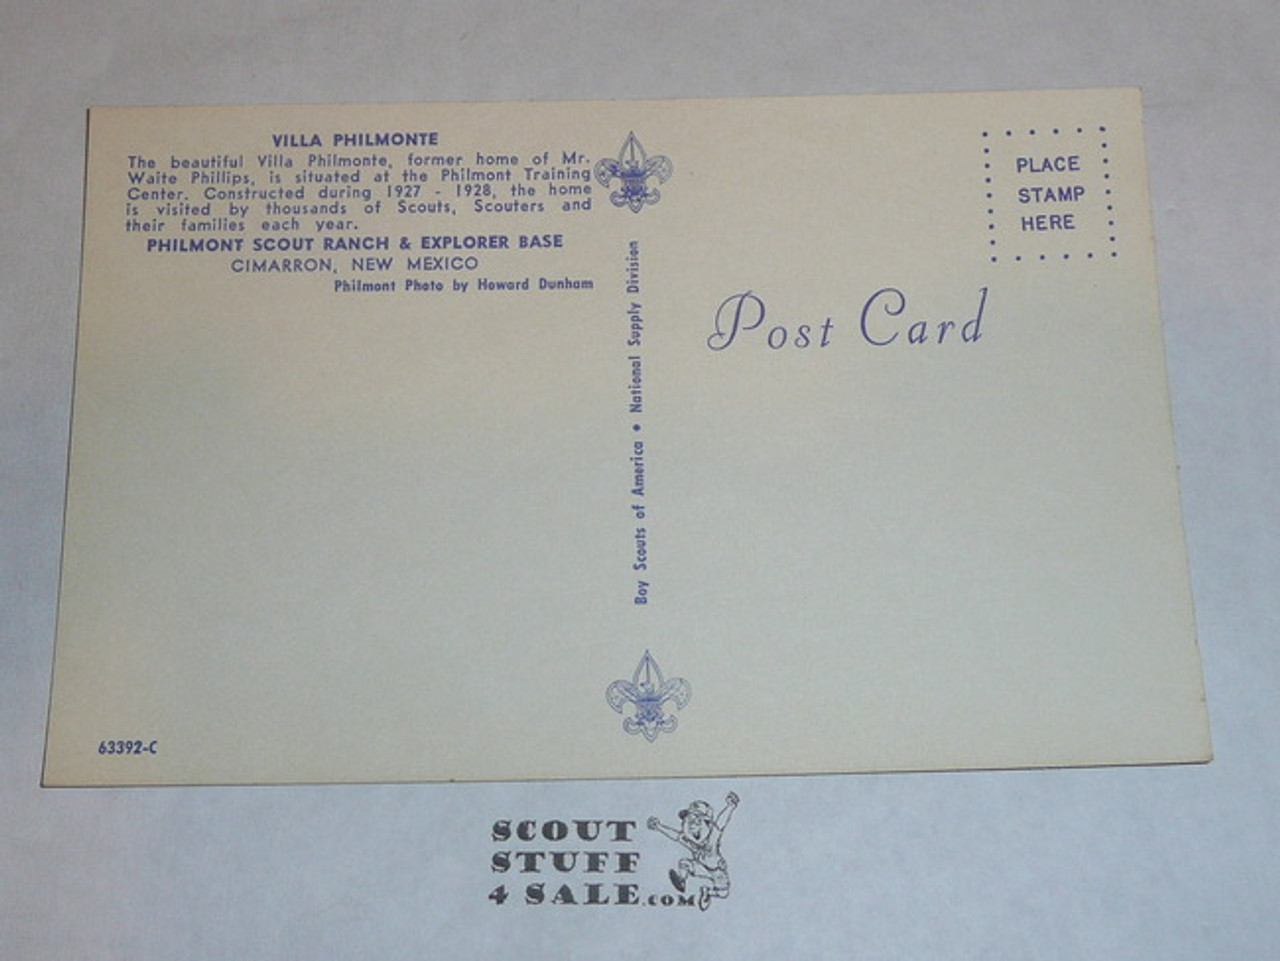 VILLA PHILMONTE
The beautiful Villa Philmonte, former home of Mr.
Waite Phillips, is situated at the Philmont Training
Center. Constructed during 1927 - 1928, the home
is visited by thousands of Scouts, Scouters and
their families each year.
PHILMONT SCOUT RANCH & EXPLORER BASE
CIMARRON, NEW MEXICO
Philmont Photo by Howard Dunham
63392-C
Boy Scouts of America • National Supply Division
PLACE
STAMP
HERE
Post Card
SCOUT
STUFF
4 SALE.COM